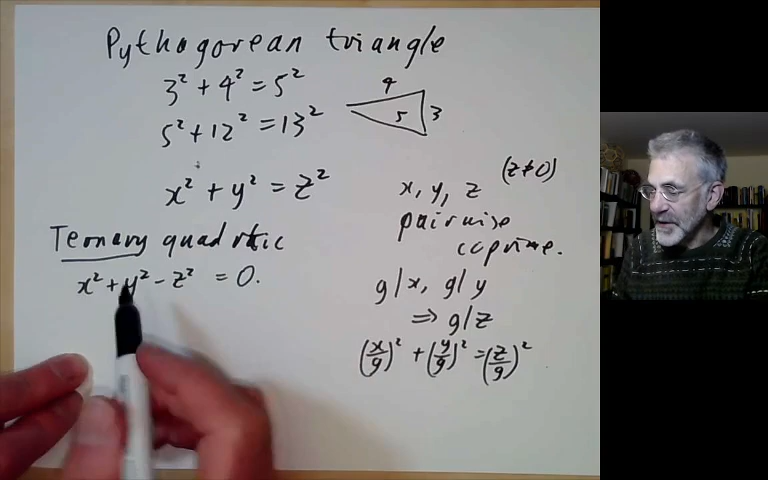 Pythagorean triangle
3² + 4² = 5²
5² + 12² = 13²
4
3
5
x² + y² = z²
(z≠0)
x, y, z
pairwise
coprime.
Ternary quadratic
x² + y² − z² = 0.
g|x, g|y
⇒ g|z
(x/g)² + (y/g)² = (z/g)²